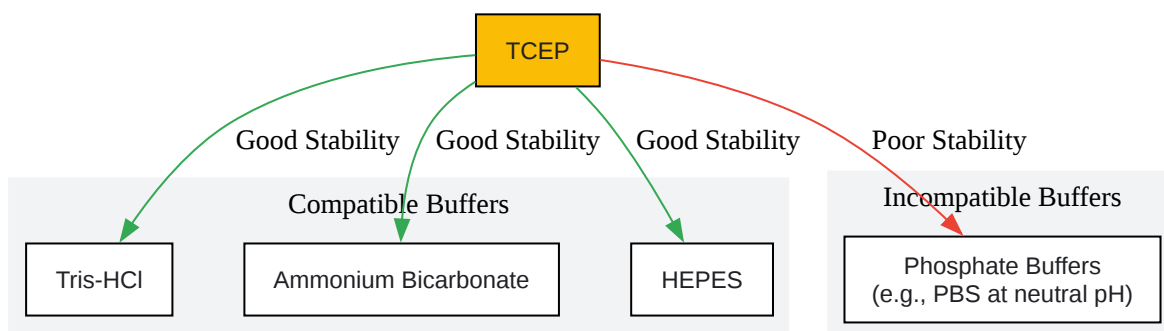 TCEP
Good Stability
Good Stability
Good Stability
Poor Stability
Compatible Buffers
Incompatible Buffers
Tris-HCl
Ammonium Bicarbonate
HEPES
Phosphate Buffers
(e.g., PBS at neutral pH)